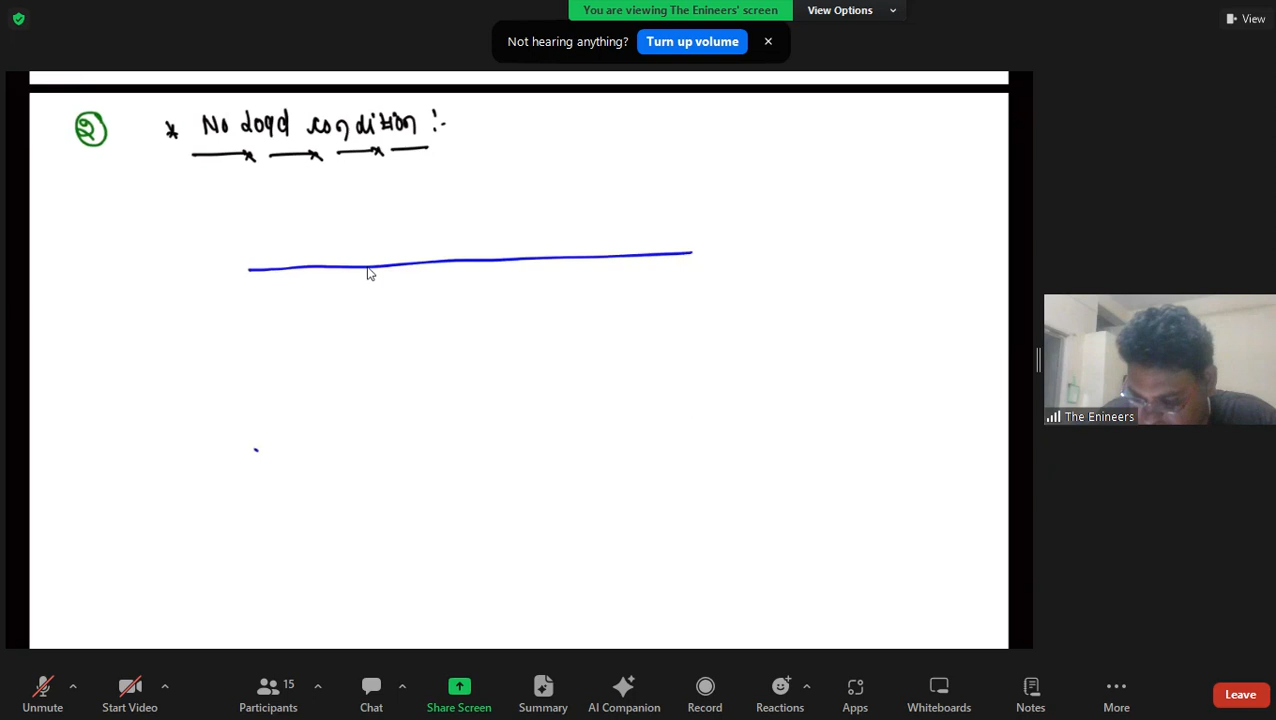 You are viewing The Enineers' screen
View Options
View
Not hearing anything?
Turn up volume
2
* No Load condition :-
The Enineers
Unmute
Start Video
Participants
15
Chat
Share Screen
Summary
AI Companion
Record
Reactions
Apps
Whiteboards
Notes
More
Leave